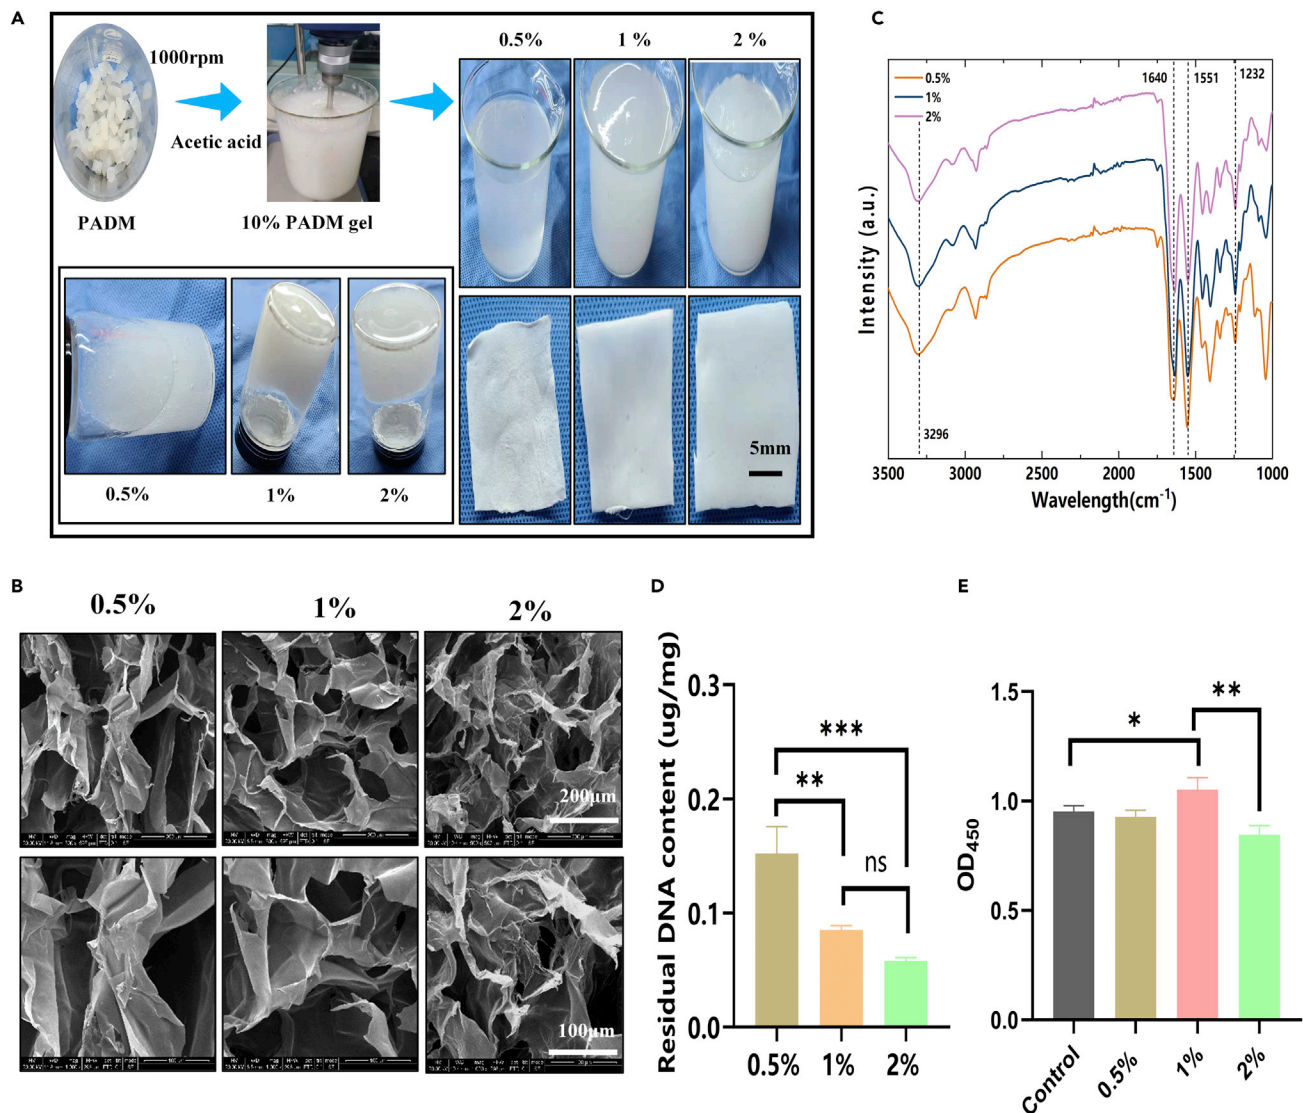 A
1000rpm
Acetic acid
PADM
10% PADM gel
0.5%
1 %
2 %
0.5%
1%
2%
5mm
C
0.5%
1%
2%
1640
1551
1232
3296
Intensity (a.u.)
3500
3000
2500
2000
1500
1000
Wavelength(cm⁻¹)
B
0.5%
1%
2%
200μm
100μm
D
Residual DNA content (ug/mg)
0.3
0.2
0.1
0.0
***
**
ns
0.5%
1%
2%
E
OD₄₅₀
1.5
1.0
0.5
0.0
*
**
Control
0.5%
1%
2%